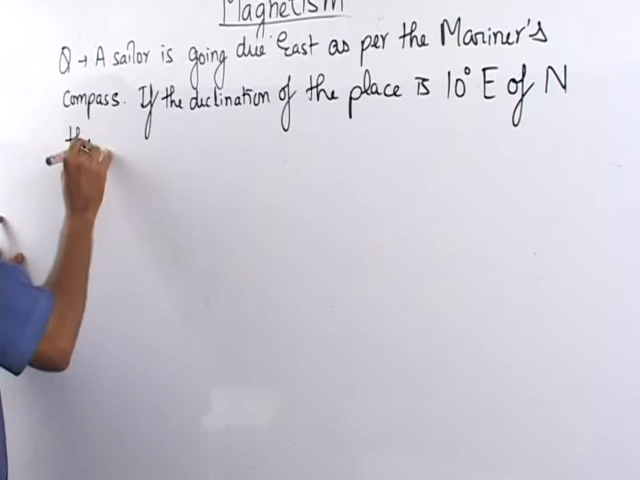 Magnetism
Q → A sailor is going due East as per the Mariner's
Compass. If the declination of the place is 10° E of N